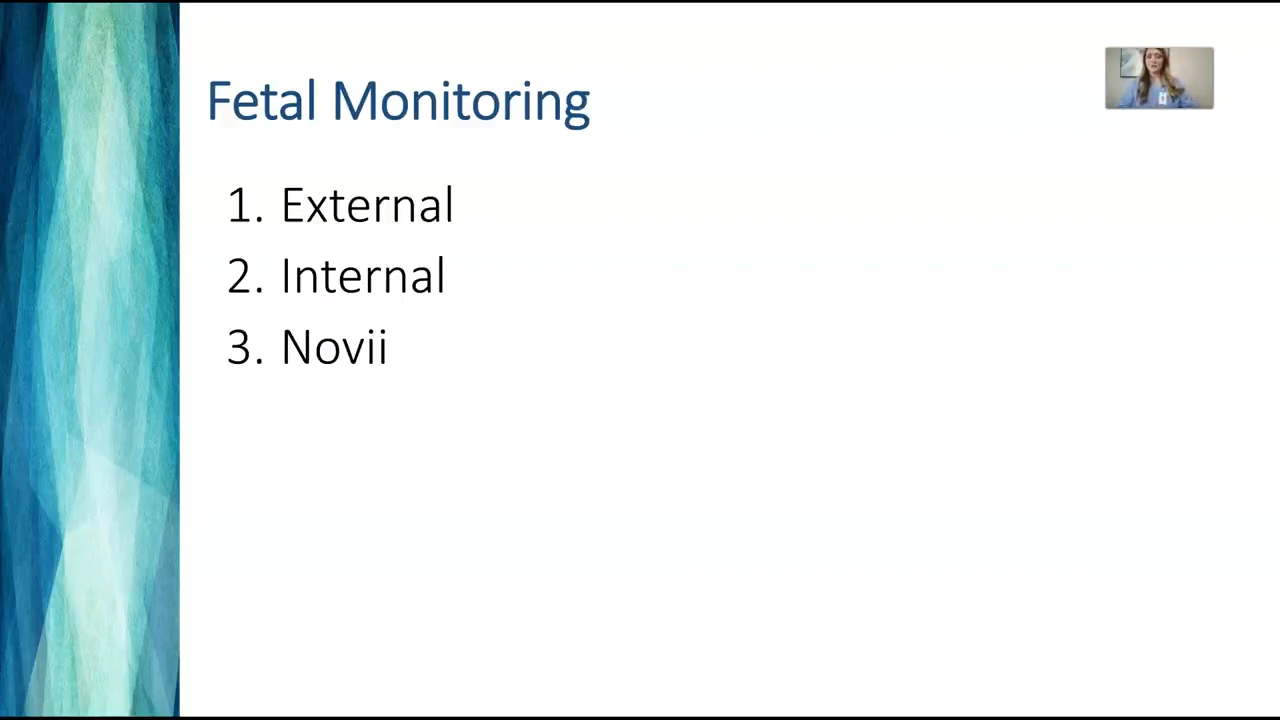 Fetal Monitoring
1. External
2. Internal
3. Novii